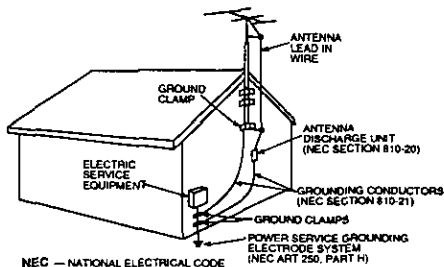 ANTENNA
LEAD IN
WIRE
GROUND
CLAMP
ANTENNA
DISCHARGE UNIT
(NEC SECTION 810-20)
ELECTRIC
SERVICE
EQUIPMENT
GROUNDING CONDUCTORS
(NEC SECTION 810-21)
GROUND CLAMPS
POWER SERVICE GROUNDING
ELECTRODE SYSTEM
(NEC ART 250, PART H)
NEC — NATIONAL ELECTRICAL CODE